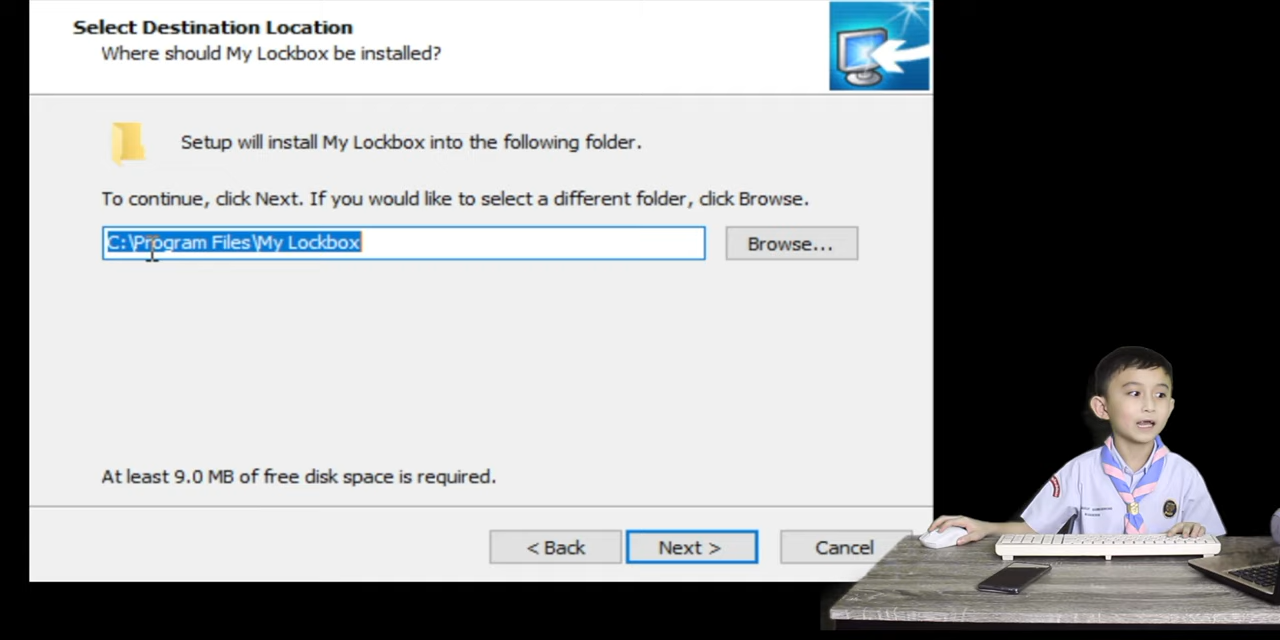 Select Destination Location
Where should My Lockbox be installed?
Setup will install My Lockbox into the following folder.
To continue, click Next. If you would like to select a different folder, click Browse.
C:\Program Files\My Lockbox
Browse...
At least 9.0 MB of free disk space is required.
< Back
Next >
Cancel